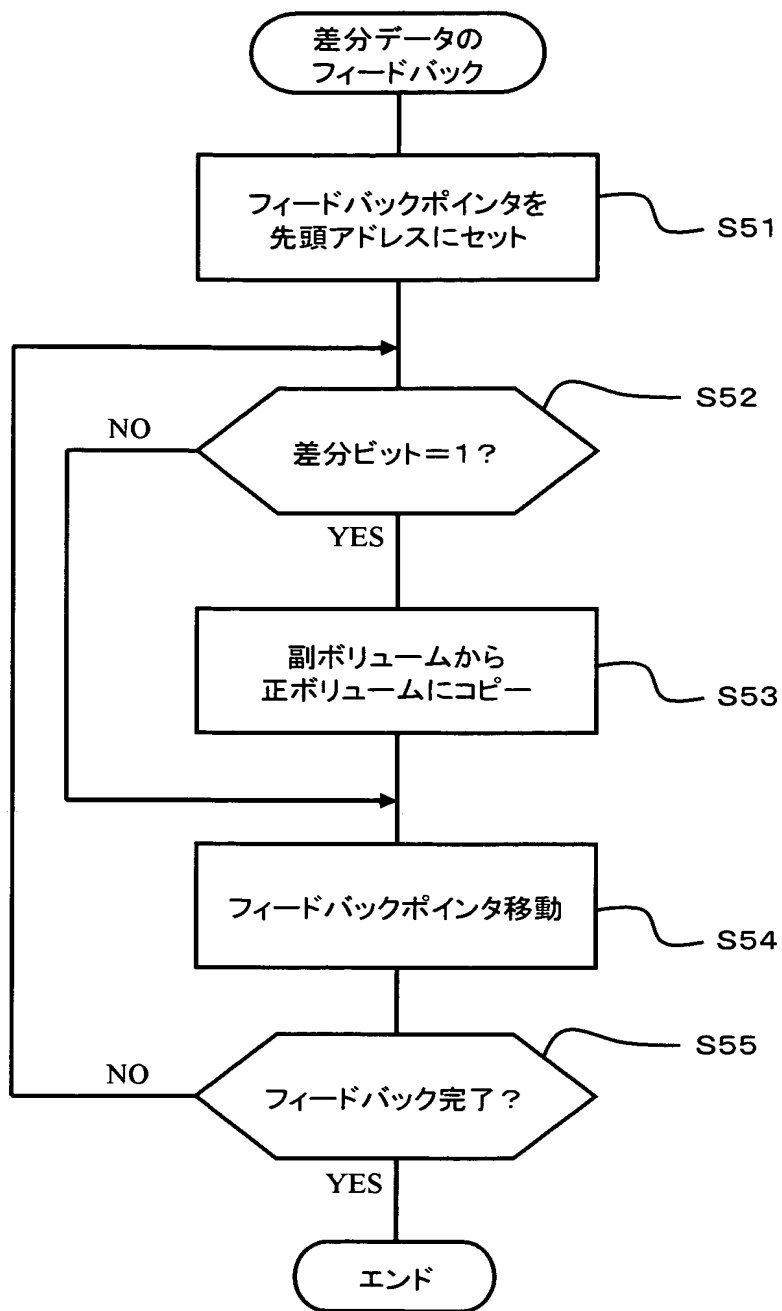 差分データの
フィードバック
フィードバックポインタを
先頭アドレスにセット
S51
差分ビット＝１？
S52
NO
YES
副ボリュームから
正ボリュームにコピー
S53
フィードバックポインタ移動
S54
フィードバック完了？
S55
NO
YES
エンド